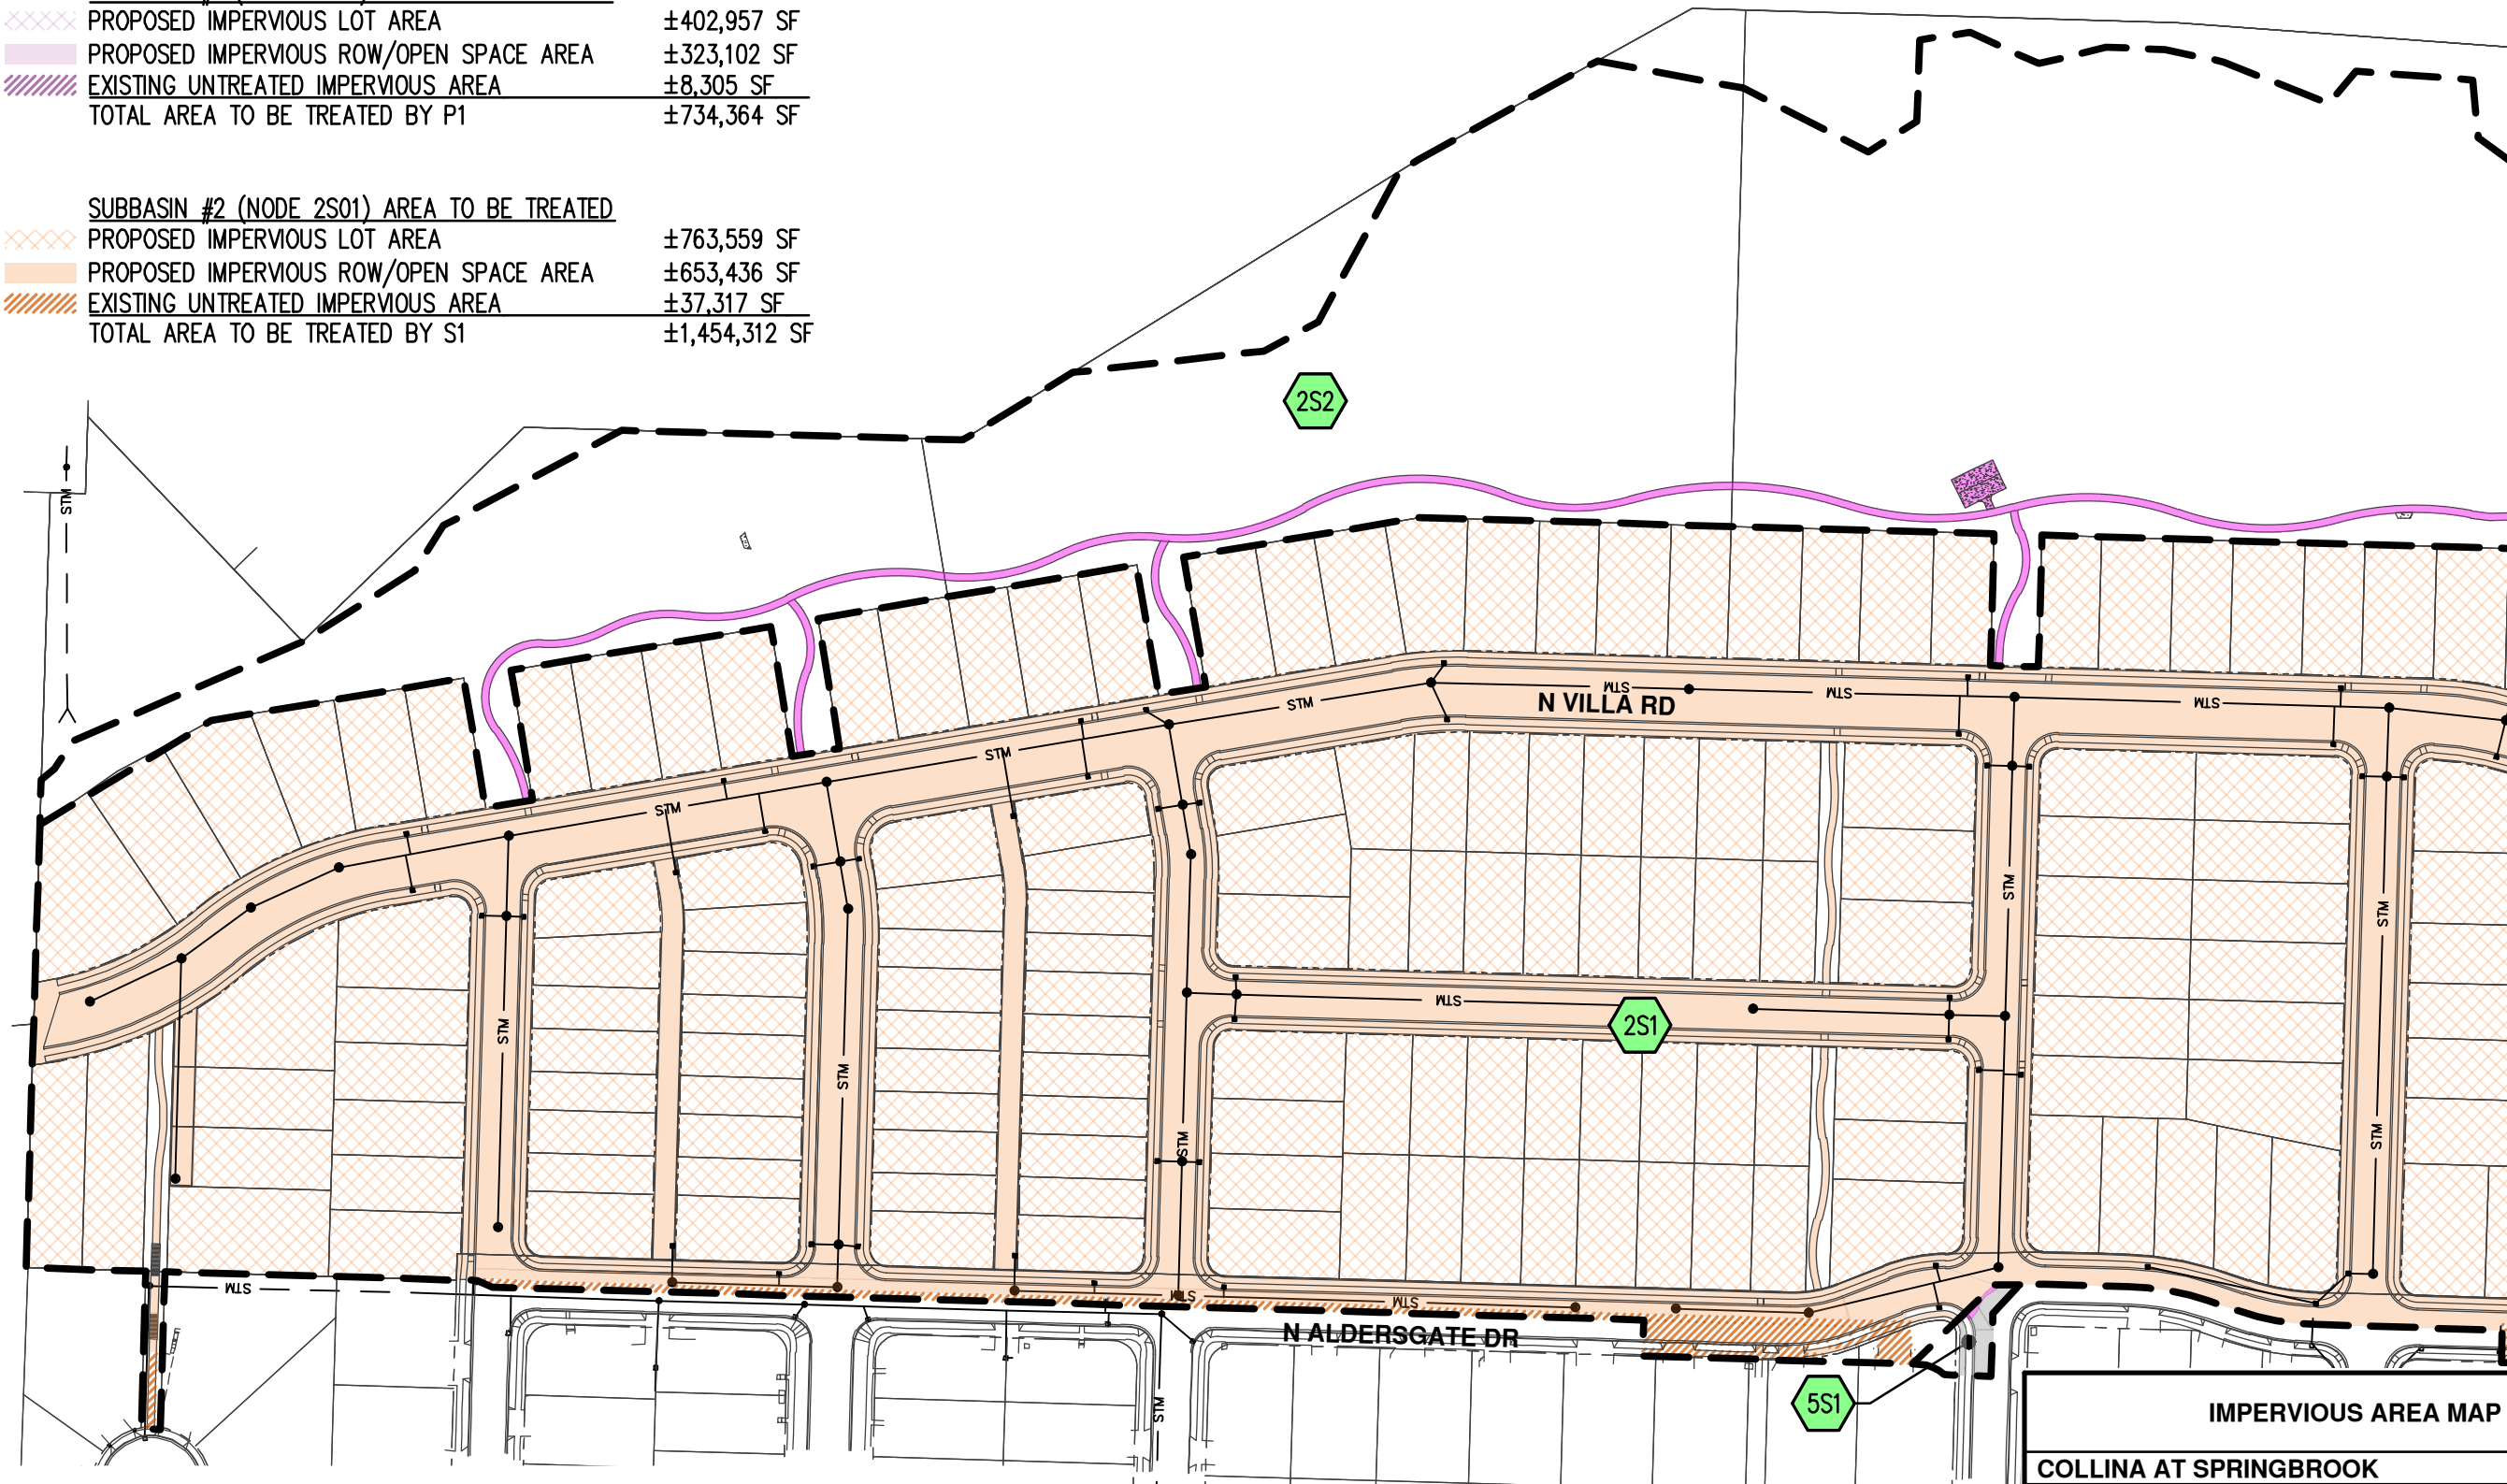 PROPOSED IMPERVIOUS LOT AREA ±402,957 SF
PROPOSED IMPERVIOUS ROW/OPEN SPACE AREA ±323,102 SF
EXISTING UNTREATED IMPERVIOUS AREA ±8,305 SF
TOTAL AREA TO BE TREATED BY P1 ±734,364 SF
SUBBASIN #2 (NODE 2S01) AREA TO BE TREATED
PROPOSED IMPERVIOUS LOT AREA ±763,559 SF
PROPOSED IMPERVIOUS ROW/OPEN SPACE AREA ±653,436 SF
EXISTING UNTREATED IMPERVIOUS AREA ±37,317 SF
TOTAL AREA TO BE TREATED BY S1 ±1,454,312 SF
2S2
STM
STM
STM
STM
STM
STM
STM
N VILLA RD
STM
STM
STM
STM
STM
STM
2S1
STM
STM
STM
STM
STM
STM
N ALDERSGATE DR
STM
5S1
IMPERVIOUS AREA MAP
COLLINA AT SPRINGBROOK